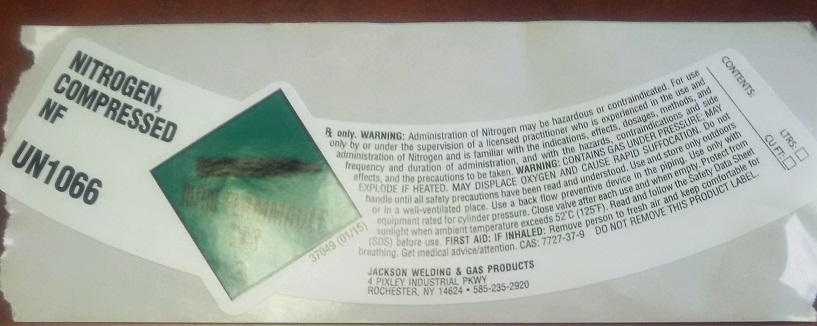 NITROGEN,
COMPRESSED
NF
UN1066
37049 (01/15)
℞ only. WARNING: Administration of Nitrogen may be hazardous or contraindicated. For use
only by or under the supervision of a licensed practitioner who is experienced in the use and
administration of Nitrogen and is familiar with the indications, effects, dosages, methods, and
frequency and duration of administration, and with the hazards, contraindications and side
effects, and the precautions to be taken. WARNING: CONTAINS GAS UNDER PRESSURE; MAY
EXPLODE IF HEATED. MAY DISPLACE OXYGEN AND CAUSE RAPID SUFFOCATION. Do not
handle until all safety precautions have been read and understood. Use and store only outdoors
or in a well-ventilated place. Use a back flow preventive device in the piping. Use only with
equipment rated for cylinder pressure. Close valve after each use and when empty. Protect from
sunlight when ambient temperature exceeds 52°C (125°F). Read and follow the Safety Data Sheet
(SDS) before use. FIRST AID: IF INHALED: Remove person to fresh air and keep comfortable for
breathing. Get medical advice/attention. CAS: 7727-37-9 DO NOT REMOVE THIS PRODUCT LABEL.
JACKSON WELDING & GAS PRODUCTS
4 PIXLEY INDUSTRIAL PKWY
ROCHESTER, NY 14624 • 585-235-2920
CONTENTS:
LTRS:
CU FT: